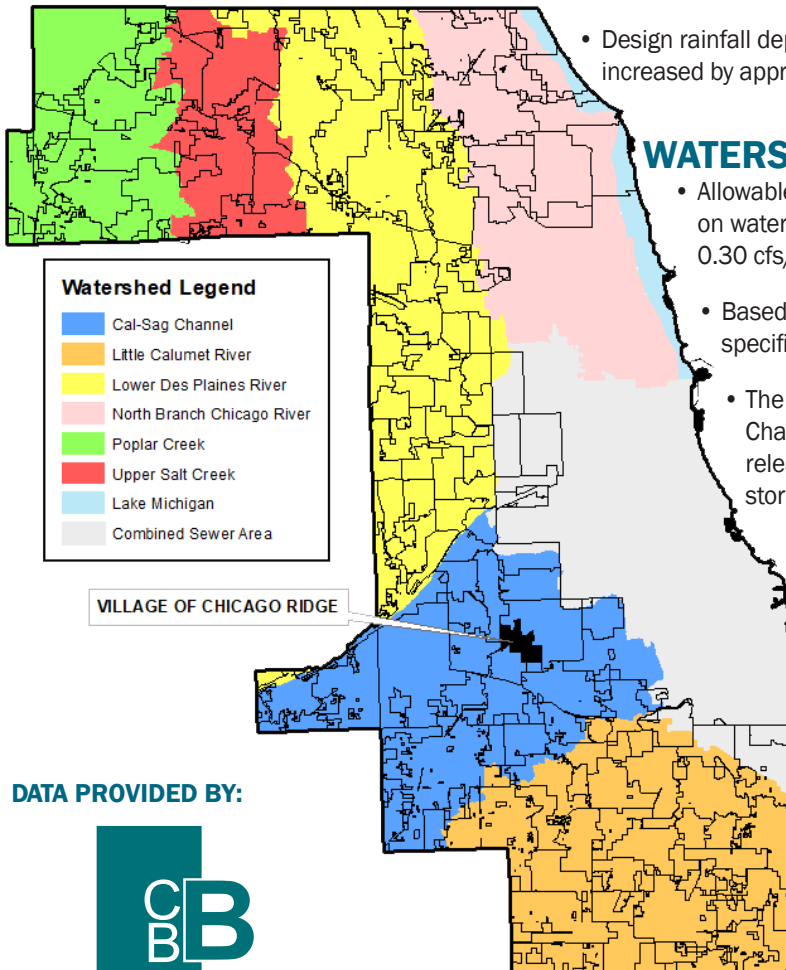 • Design rainfall dep
increased by appr
WATERS
• Allowable
on water
0.30 cfs/
• Based
specifi
• The
Cha
relea
stor
Watershed Legend
Cal-Sag Channel
Little Calumet River
Lower Des Plaines River
North Branch Chicago River
Poplar Creek
Upper Salt Creek
Lake Michigan
Combined Sewer Area
VILLAGE OF CHICAGO RIDGE
DATA PROVIDED BY:
CBB
B